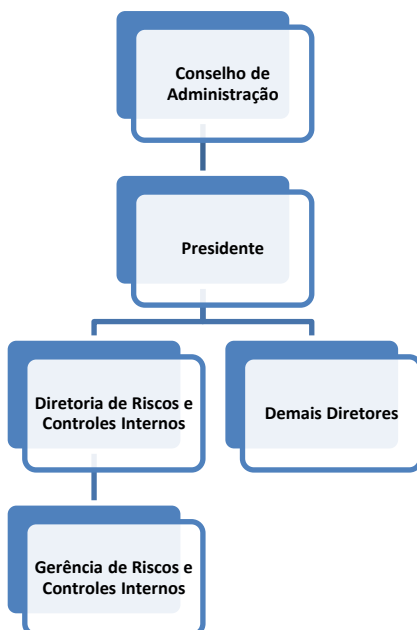 Conselho de
Administração
Presidente
Diretoria de Riscos e
Controles Internos
Demais Diretores
Gerência de Riscos e
Controles Internos